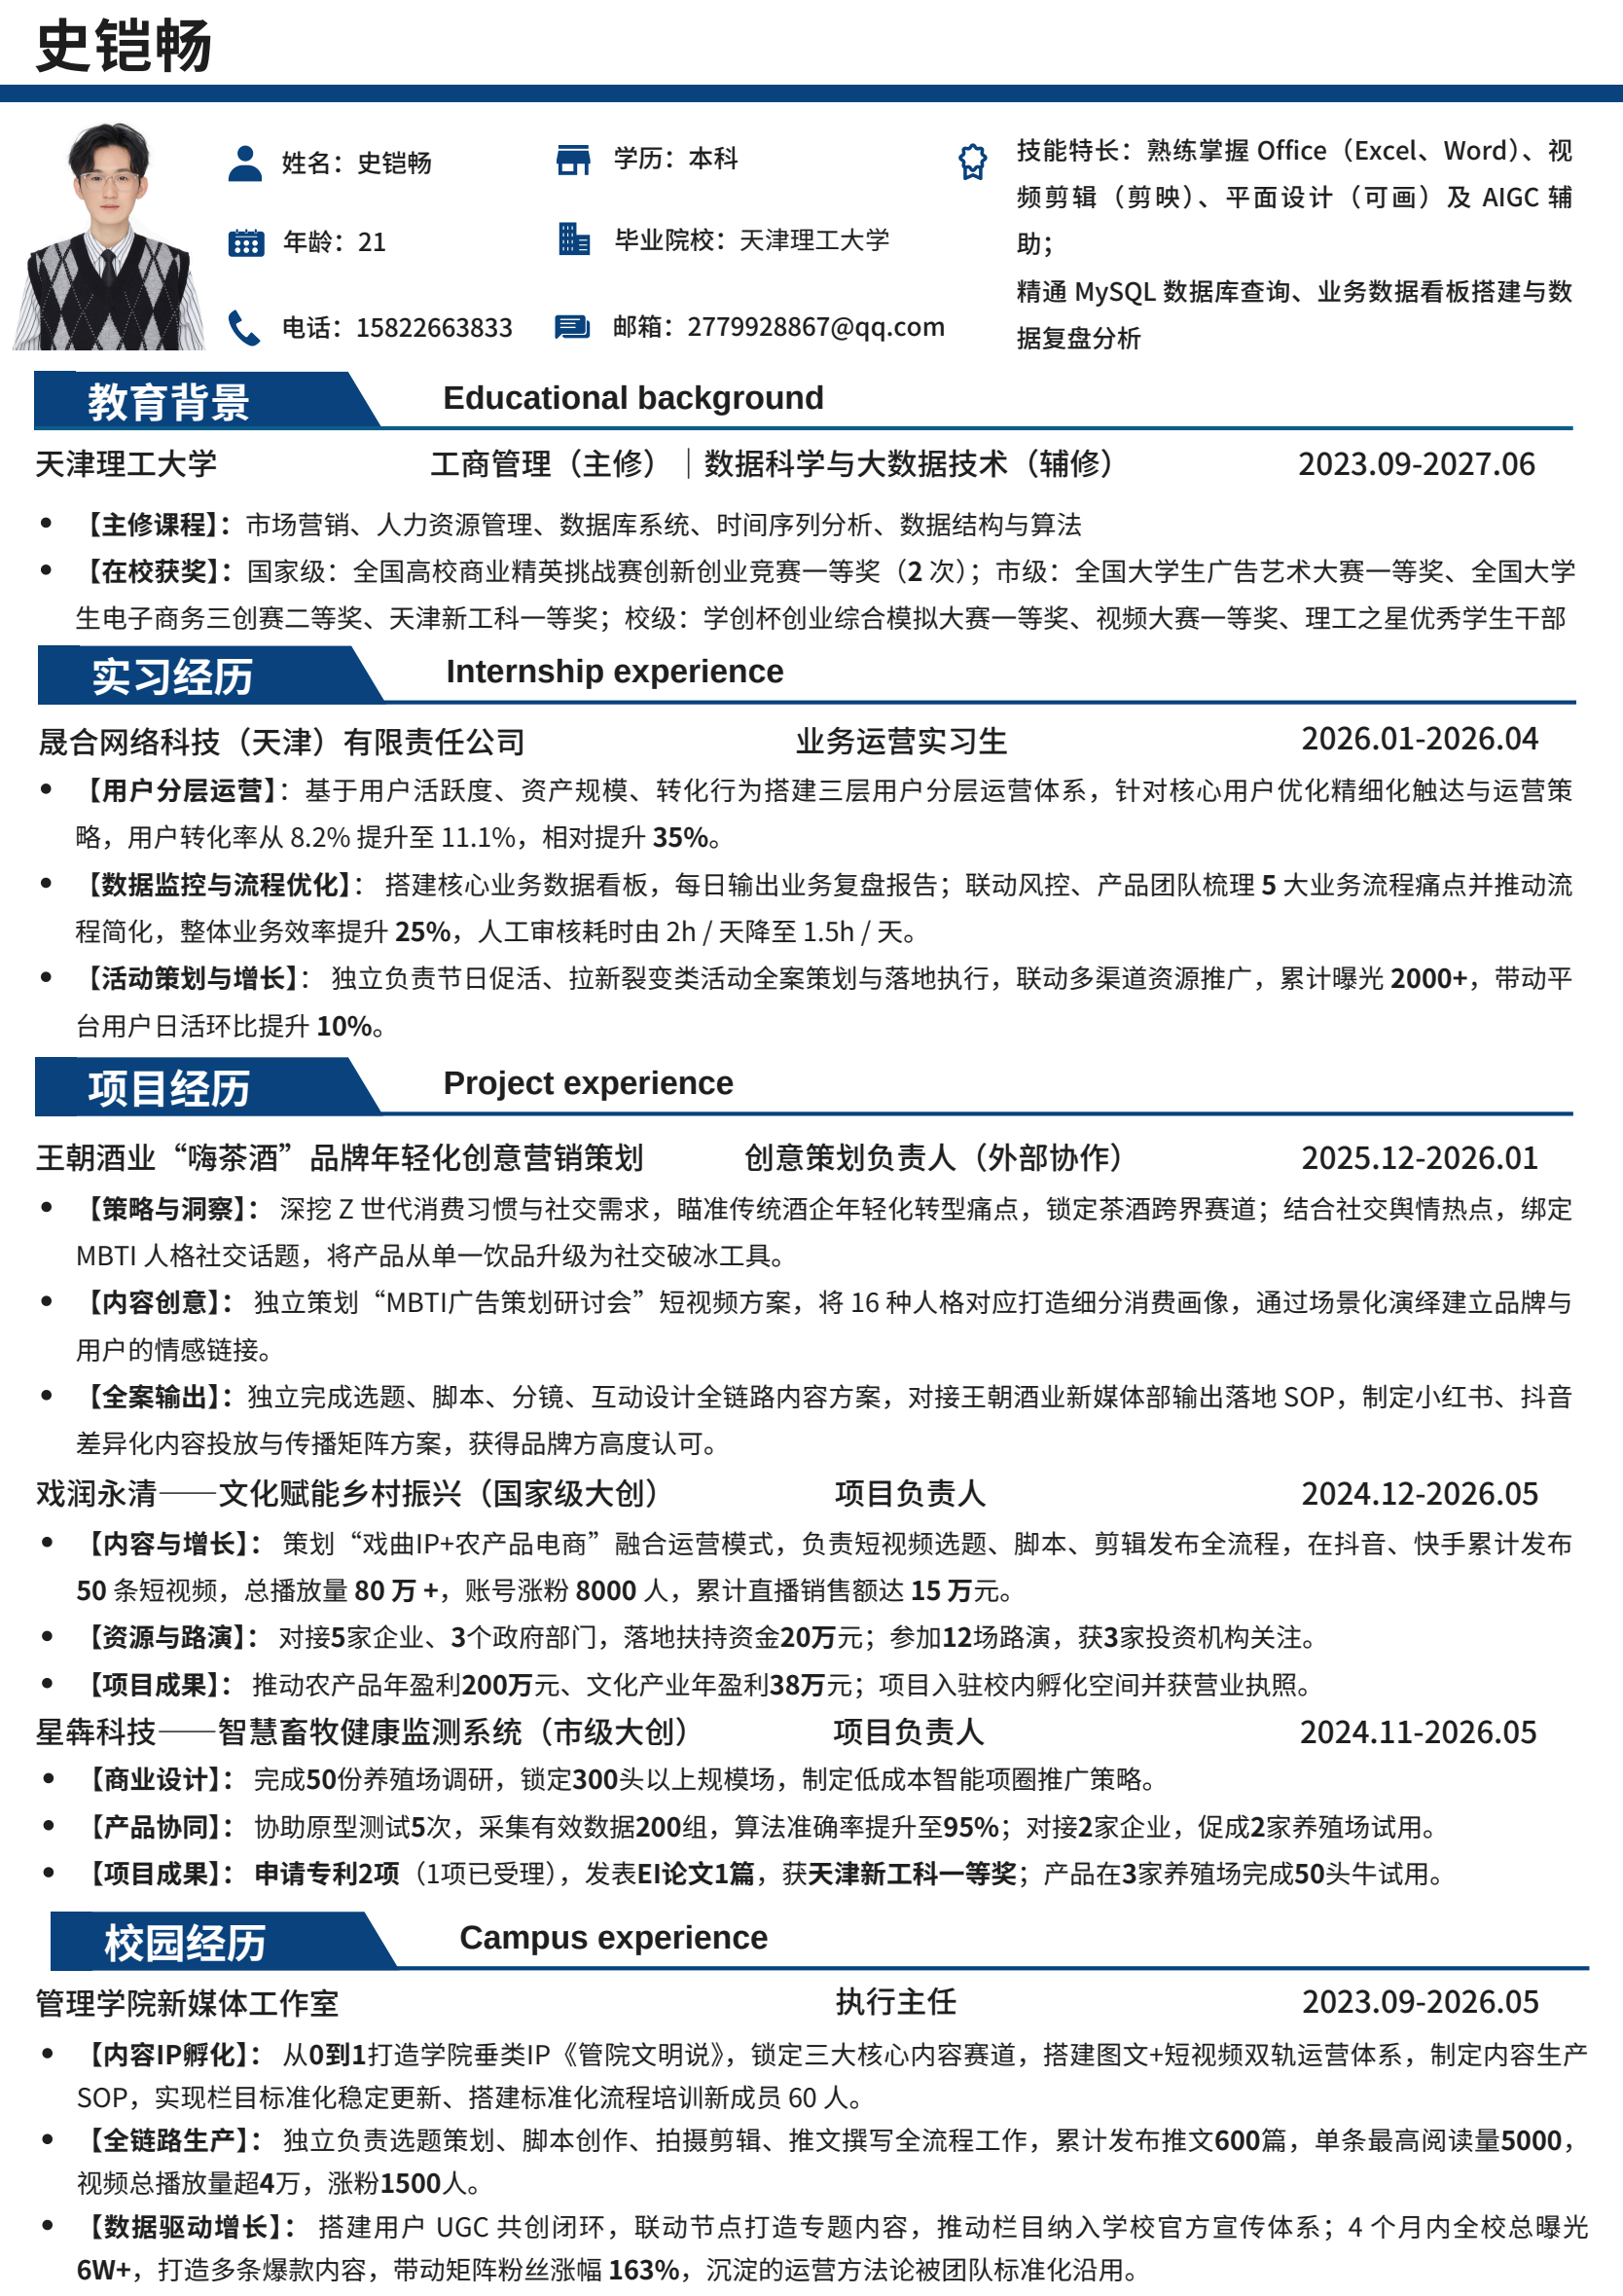 史铠畅
姓名：史铠畅
学历：本科
技能特长：熟练掌握 Office（Excel、Word）、视
频剪辑（剪映）、平面设计（可画）及 AIGC 辅
助；
年龄：21
毕业院校：天津理工大学
精通 MySQL 数据库查询、业务数据看板搭建与数
据复盘分析
电话：15822663833
邮箱：2779928867@qq.com
教育背景 Educational background
天津理工大学 工商管理（主修）｜数据科学与大数据技术（辅修） 2023.09-2027.06
• 【主修课程】：市场营销、人力资源管理、数据库系统、时间序列分析、数据结构与算法
• 【在校获奖】：国家级：全国高校商业精英挑战赛创新创业竞赛一等奖（2 次）；市级：全国大学生广告艺术大赛一等奖、全国大学
生电子商务三创赛二等奖、天津新工科一等奖；校级：学创杯创业综合模拟大赛一等奖、视频大赛一等奖、理工之星优秀学生干部
实习经历 Internship experience
晟合网络科技（天津）有限责任公司 业务运营实习生 2026.01-2026.04
• 【用户分层运营】：基于用户活跃度、资产规模、转化行为搭建三层用户分层运营体系，针对核心用户优化精细化触达与运营策
略，用户转化率从 8.2% 提升至 11.1%，相对提升 35%。
• 【数据监控与流程优化】： 搭建核心业务数据看板，每日输出业务复盘报告；联动风控、产品团队梳理 5 大业务流程痛点并推动流
程简化，整体业务效率提升 25%，人工审核耗时由 2h / 天降至 1.5h / 天。
• 【活动策划与增长】： 独立负责节日促活、拉新裂变类活动全案策划与落地执行，联动多渠道资源推广，累计曝光 2000+，带动平
台用户日活环比提升 10%。
项目经历 Project experience
王朝酒业“嗨茶酒”品牌年轻化创意营销策划 创意策划负责人（外部协作） 2025.12-2026.01
• 【策略与洞察】： 深挖 Z 世代消费习惯与社交需求，瞄准传统酒企年轻化转型痛点，锁定茶酒跨界赛道；结合社交舆情热点，绑定
MBTI 人格社交话题，将产品从单一饮品升级为社交破冰工具。
• 【内容创意】： 独立策划“MBTI广告策划研讨会”短视频方案，将 16 种人格对应打造细分消费画像，通过场景化演绎建立品牌与
用户的情感链接。
• 【全案输出】：独立完成选题、脚本、分镜、互动设计全链路内容方案，对接王朝酒业新媒体部输出落地 SOP，制定小红书、抖音
差异化内容投放与传播矩阵方案，获得品牌方高度认可。
戏润永清——文化赋能乡村振兴（国家级大创） 项目负责人 2024.12-2026.05
• 【内容与增长】： 策划“戏曲IP+农产品电商”融合运营模式，负责短视频选题、脚本、剪辑发布全流程，在抖音、快手累计发布
50 条短视频，总播放量 80 万 +，账号涨粉 8000 人，累计直播销售额达 15 万元。
• 【资源与路演】： 对接5家企业、3个政府部门，落地扶持资金20万元；参加12场路演，获3家投资机构关注。
• 【项目成果】： 推动农产品年盈利200万元、文化产业年盈利38万元；项目入驻校内孵化空间并获营业执照。
星犇科技——智慧畜牧健康监测系统（市级大创） 项目负责人 2024.11-2026.05
• 【商业设计】： 完成50份养殖场调研，锁定300头以上规模场，制定低成本智能项圈推广策略。
• 【产品协同】： 协助原型测试5次，采集有效数据200组，算法准确率提升至95%；对接2家企业，促成2家养殖场试用。
• 【项目成果】： 申请专利2项（1项已受理），发表EI论文1篇，获天津新工科一等奖；产品在3家养殖场完成50头牛试用。
校园经历 Campus experience
管理学院新媒体工作室 执行主任 2023.09-2026.05
• 【内容IP孵化】： 从0到1打造学院垂类IP《管院文明说》，锁定三大核心内容赛道，搭建图文+短视频双轨运营体系，制定内容生产
SOP，实现栏目标准化稳定更新、搭建标准化流程培训新成员 60 人。
• 【全链路生产】： 独立负责选题策划、脚本创作、拍摄剪辑、推文撰写全流程工作，累计发布推文600篇，单条最高阅读量5000，
视频总播放量超4万，涨粉1500人。
• 【数据驱动增长】： 搭建用户 UGC 共创闭环，联动节点打造专题内容，推动栏目纳入学校官方宣传体系；4 个月内全校总曝光
6W+，打造多条爆款内容，带动矩阵粉丝涨幅 163%，沉淀的运营方法论被团队标准化沿用。